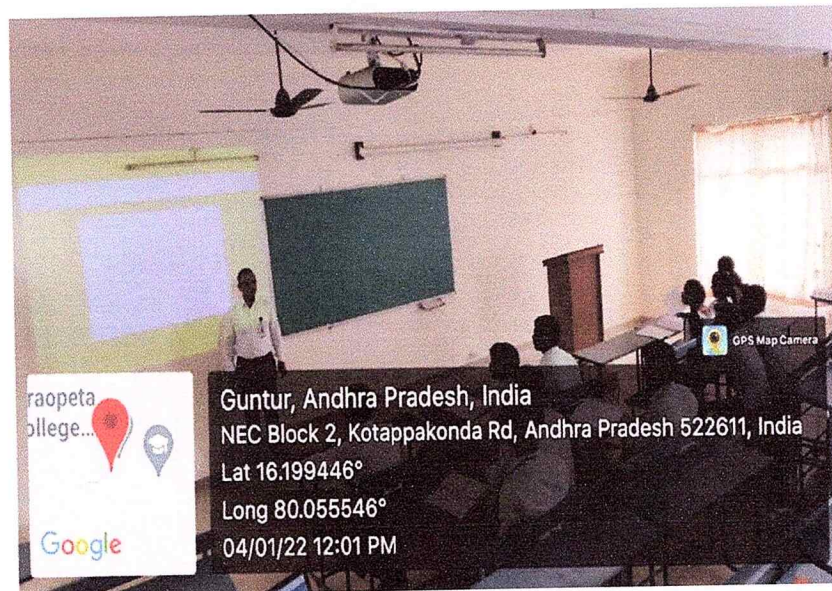 GPS Map Camera
raopeta
ollege...
Google
Guntur, Andhra Pradesh, India
NEC Block 2, Kotappakonda Rd, Andhra Pradesh 522611, India
Lat 16.199446°
Long 80.055546°
04/01/22 12:01 PM